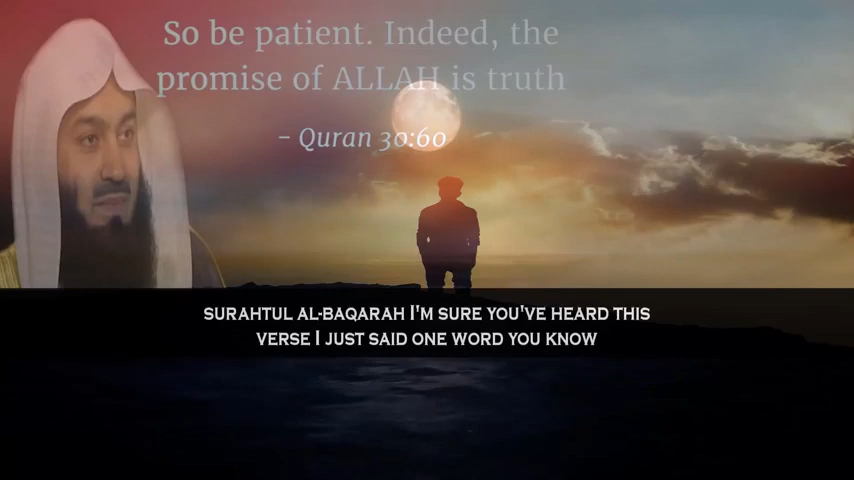 So be patient. Indeed, the
promise of ALLAH is truth
- Quran 30:60
SURAHTUL AL-BAQARAH I'M SURE YOU'VE HEARD THIS
VERSE I JUST SAID ONE WORD YOU KNOW